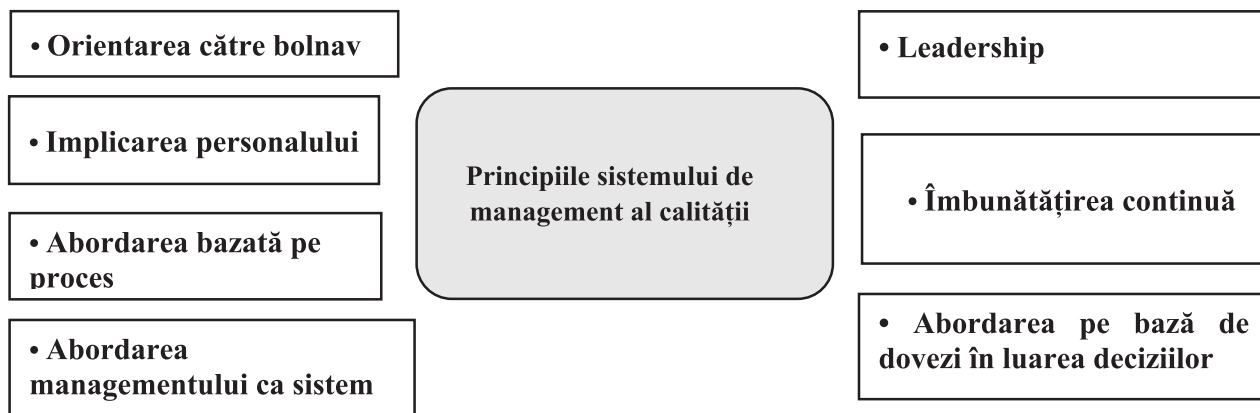 • Orientarea către bolnav
• Implicarea personalului
• Abordarea bazată pe
proces
• Abordarea
managementului ca sistem
Principiile sistemului de
management al calității
• Leadership
• Îmbunătățirea continuă
• Abordarea pe bază de
dovezi în luarea deciziilor